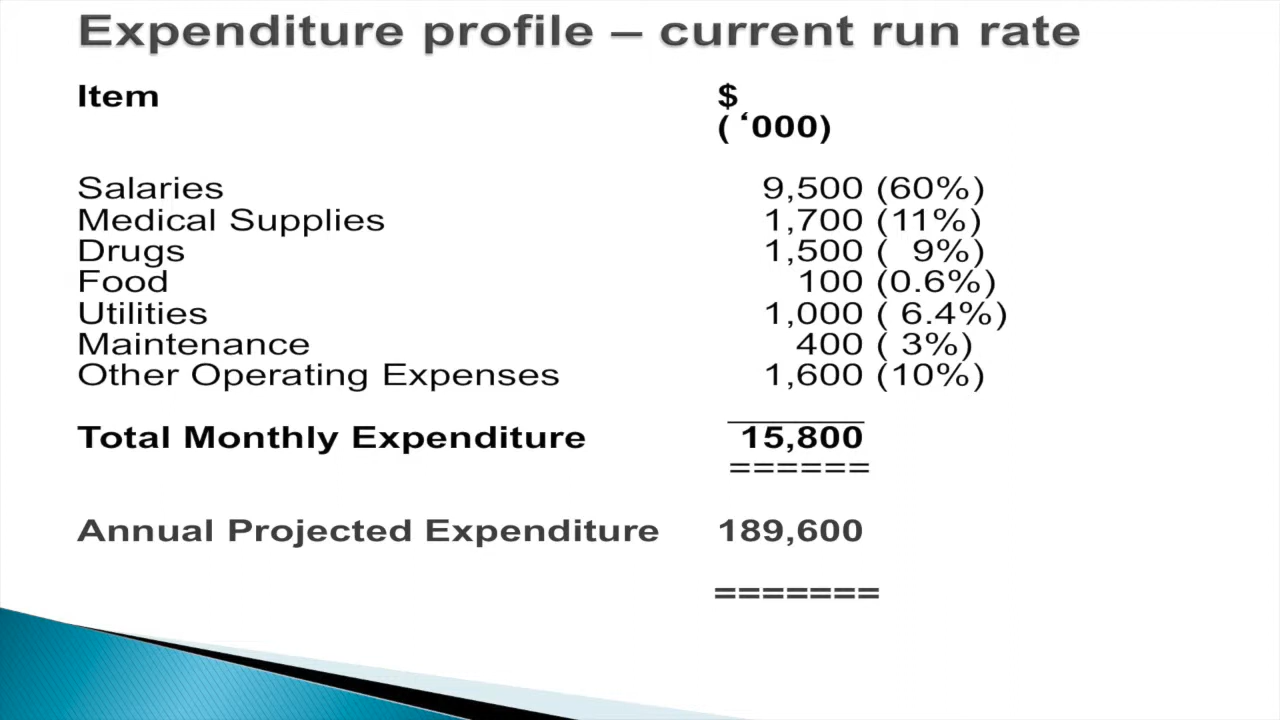 Expenditure profile – current run rate
Item $
( ‘000)
Salaries 9,500 (60%)
Medical Supplies 1,700 (11%)
Drugs 1,500 ( 9%)
Food 100 (0.6%)
Utilities 1,000 ( 6.4%)
Maintenance 400 ( 3%)
Other Operating Expenses 1,600 (10%)
Total Monthly Expenditure 15,800
======
Annual Projected Expenditure 189,600
=======